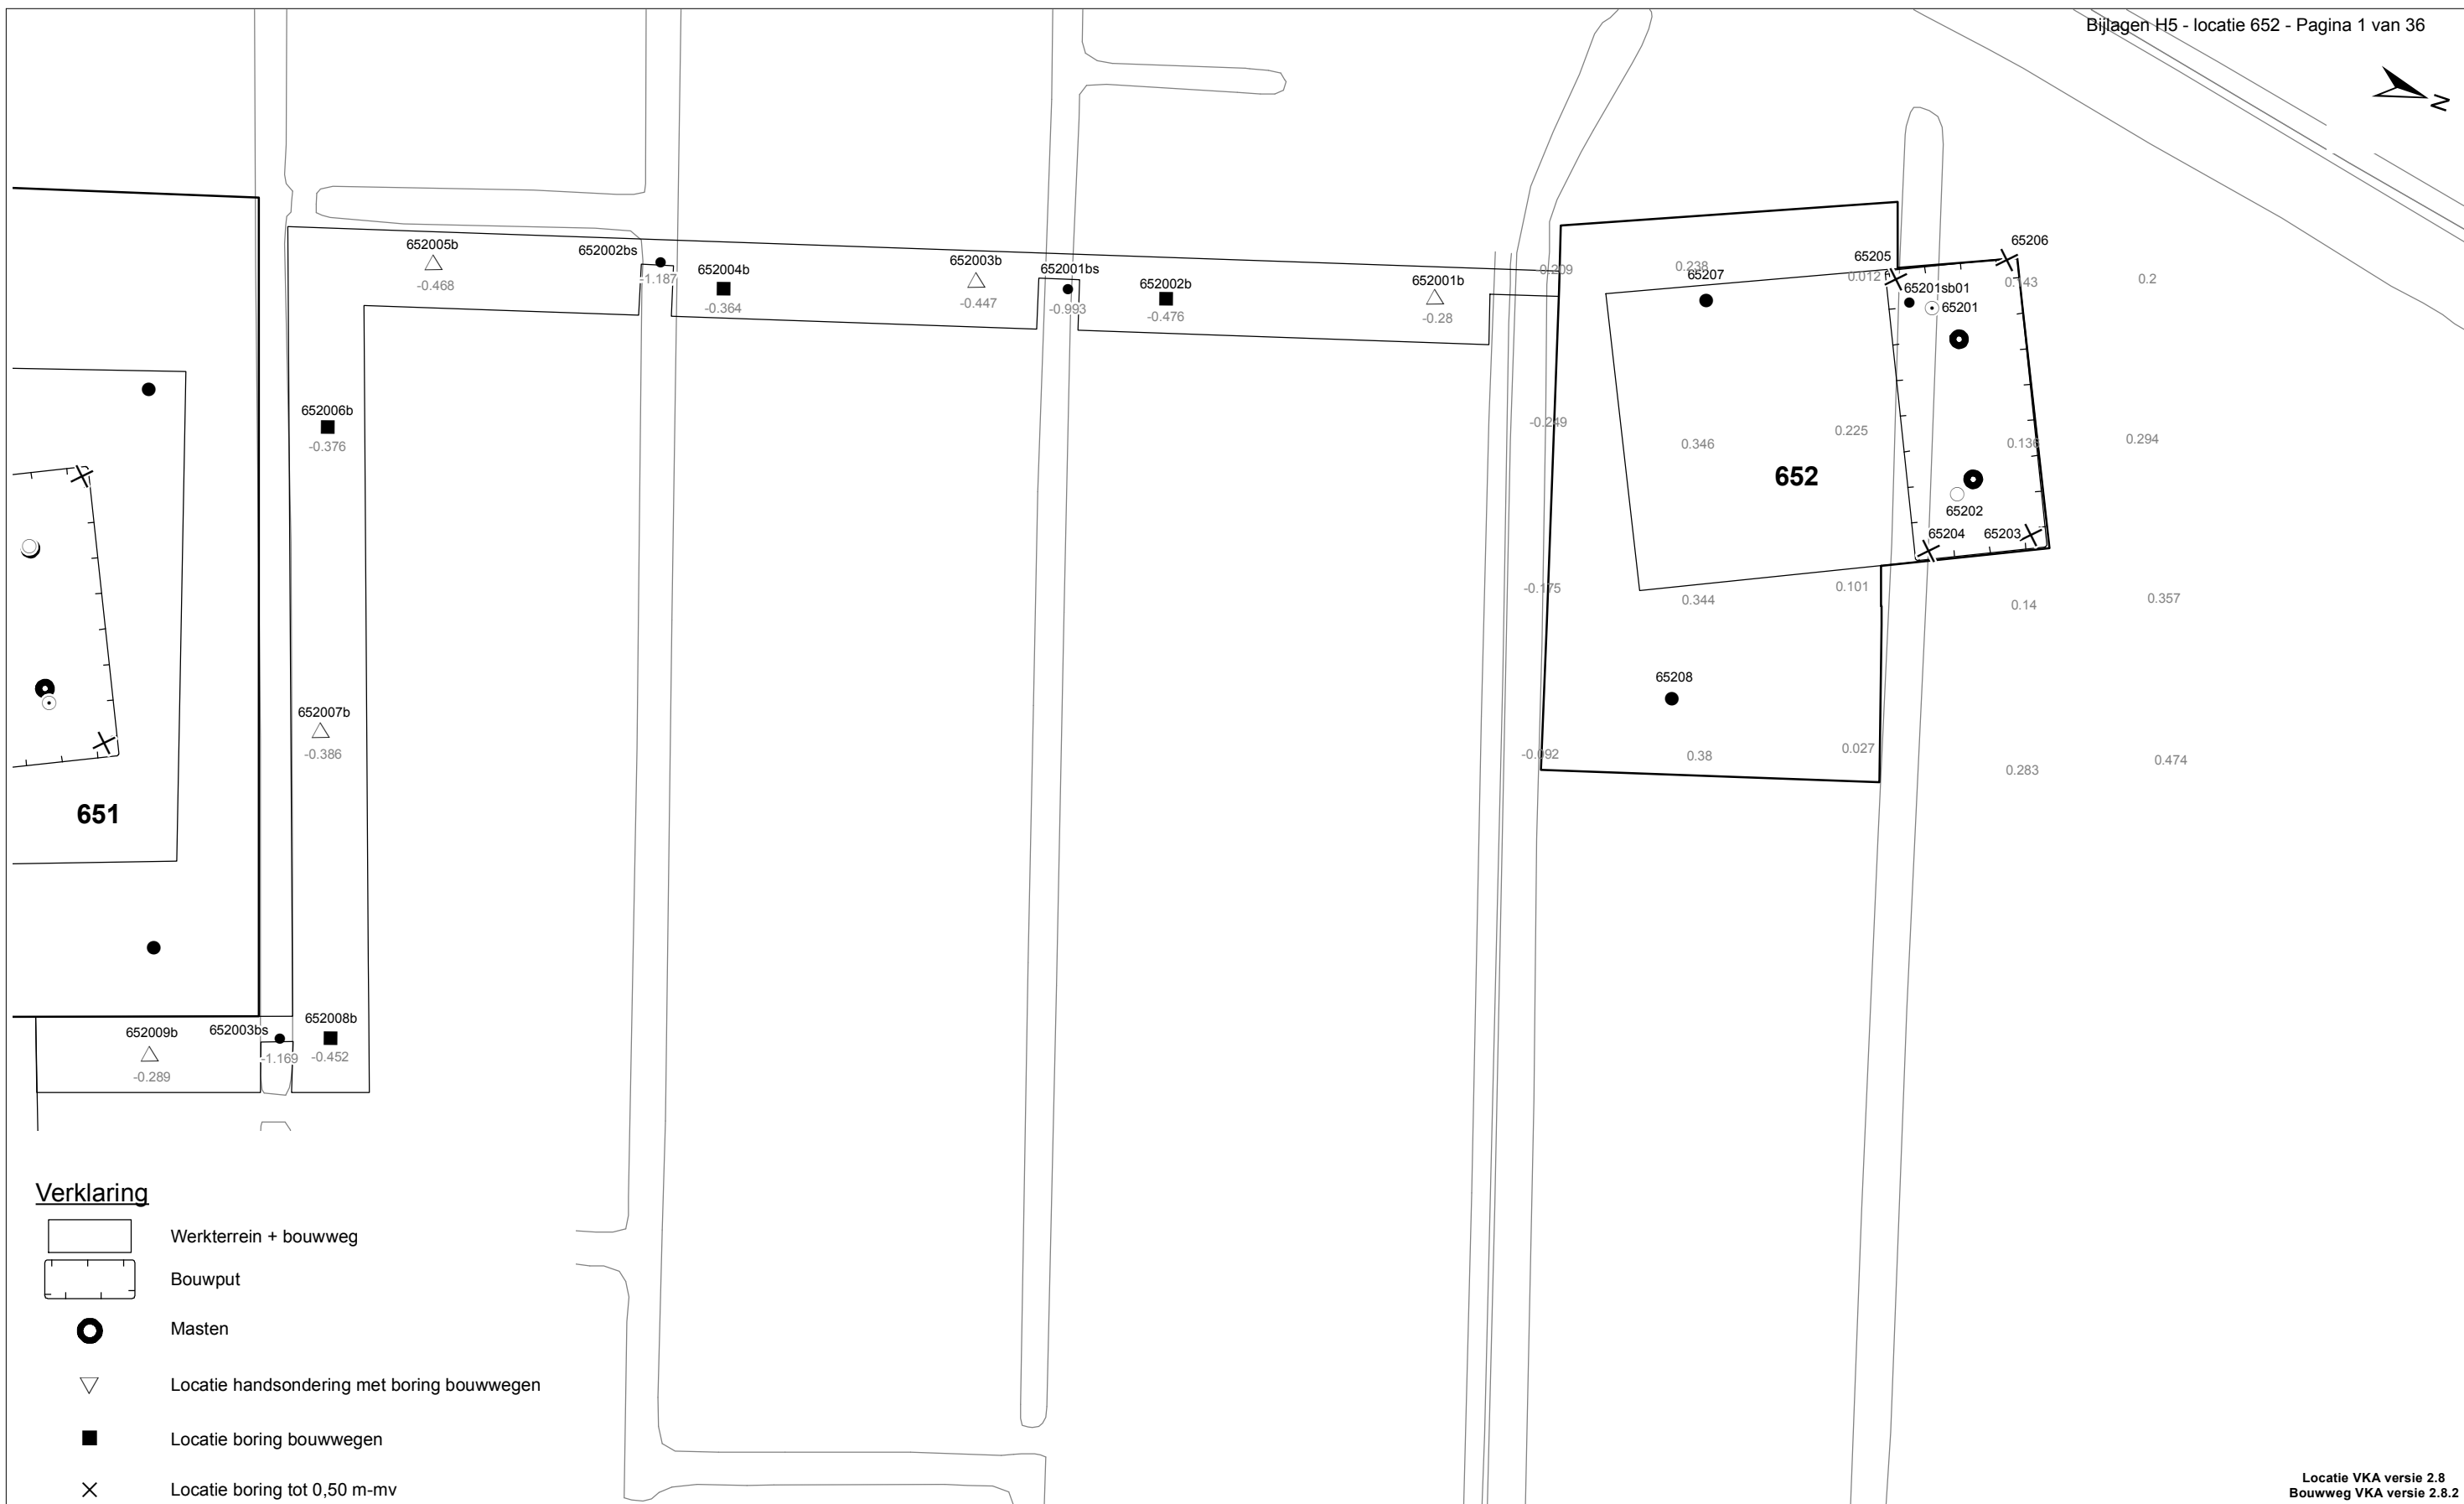 Bijlagen H5 - locatie 652 - Pagina 1 van 36
N
652005b
-0.468
652002bs
-1.187
652004b
-0.364
652003b
-0.447
652001bs
-0.993
652002b
-0.476
652001b
-0.28
-0.209
0.238
65207
65205
0.012
65206
65201sb01
65201
0.143
0.2
652006b
-0.376
-0.249
0.346
0.225
0.136
0.294
652
65202
65204
65203
-0.175
0.344
0.101
0.14
0.357
65208
652007b
-0.386
-0.092
0.38
0.027
0.283
0.474
651
652009b
-0.289
652003bs
-1.169
652008b
-0.452
Verklaring
Werkterrein + bouwweg
Bouwput
Masten
Locatie handsondering met boring bouwwegen
Locatie boring bouwwegen
Locatie boring tot 0,50 m-mv
Locatie VKA versie 2.8
Bouwweg VKA versie 2.8.2